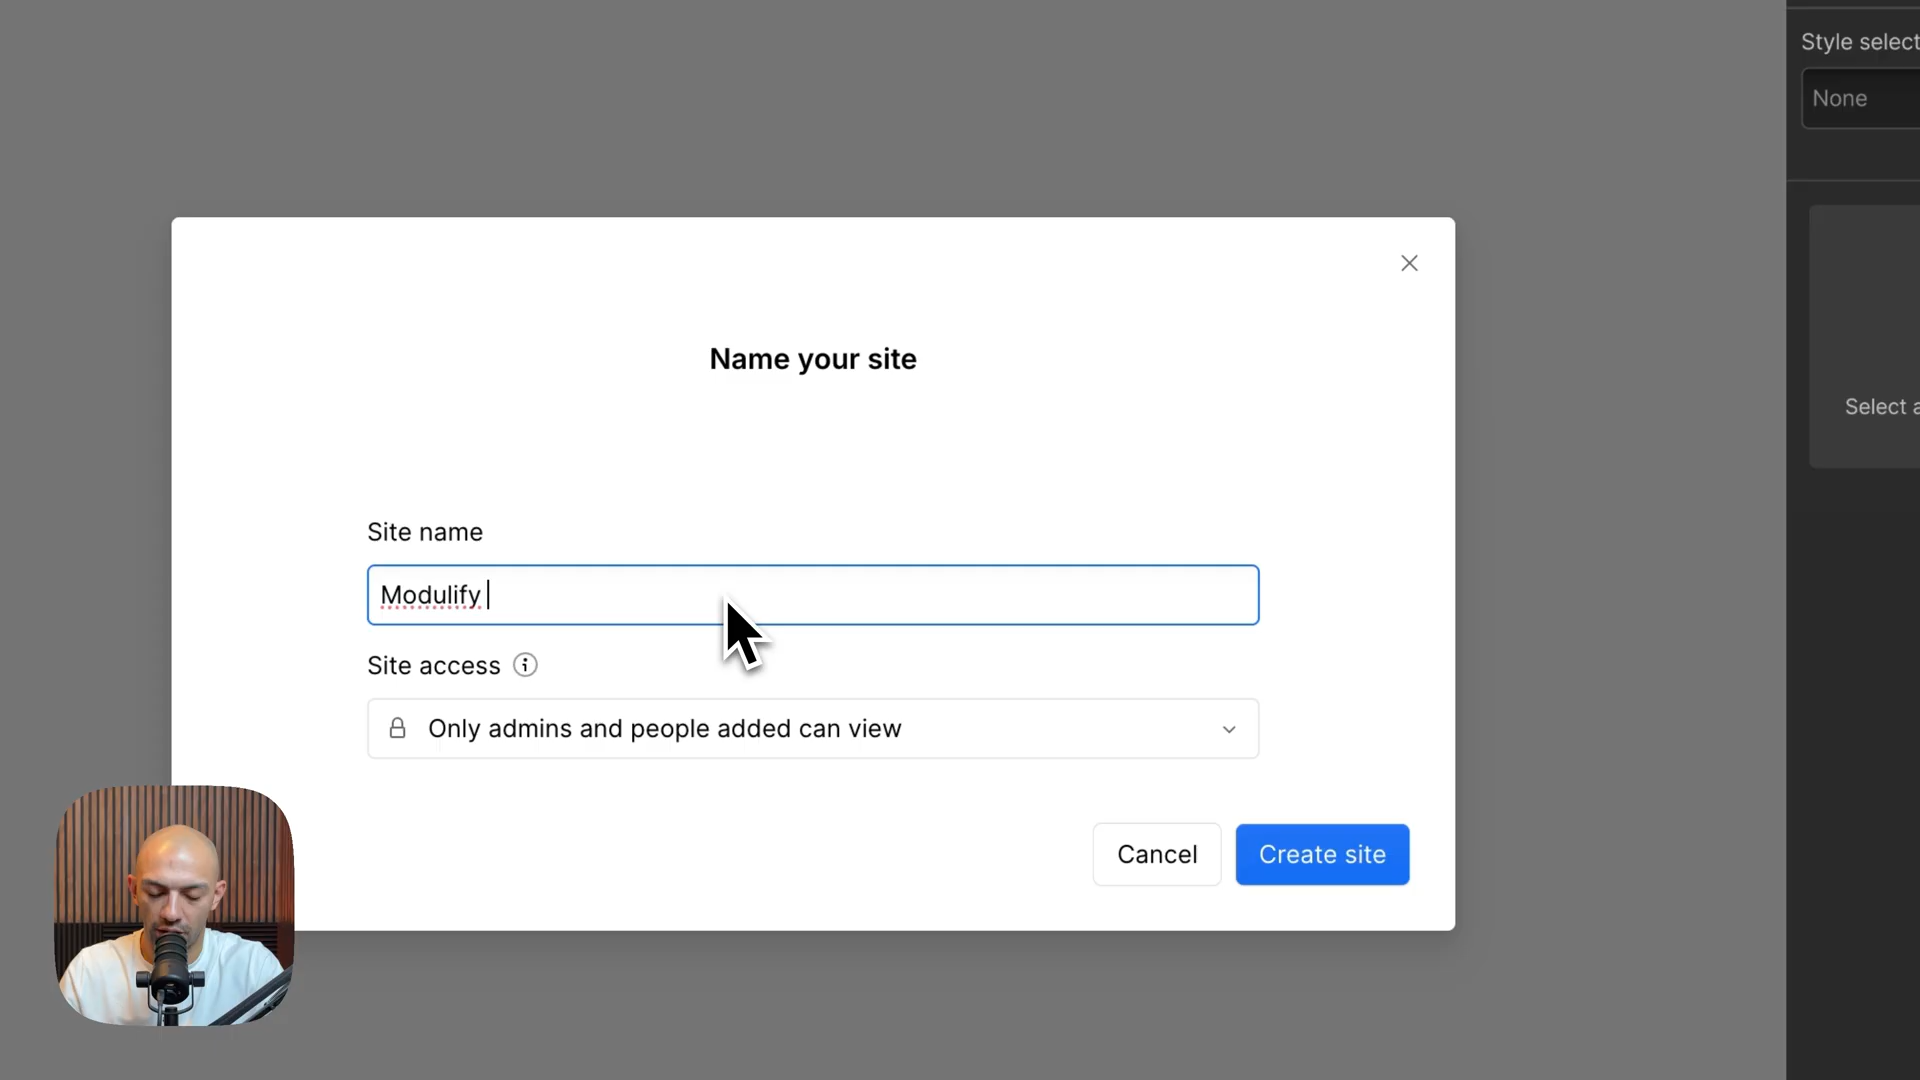 Style select
None
Name your site
Select a
Site name
Modulify
Site access
Only admins and people added can view
Cancel
Create site